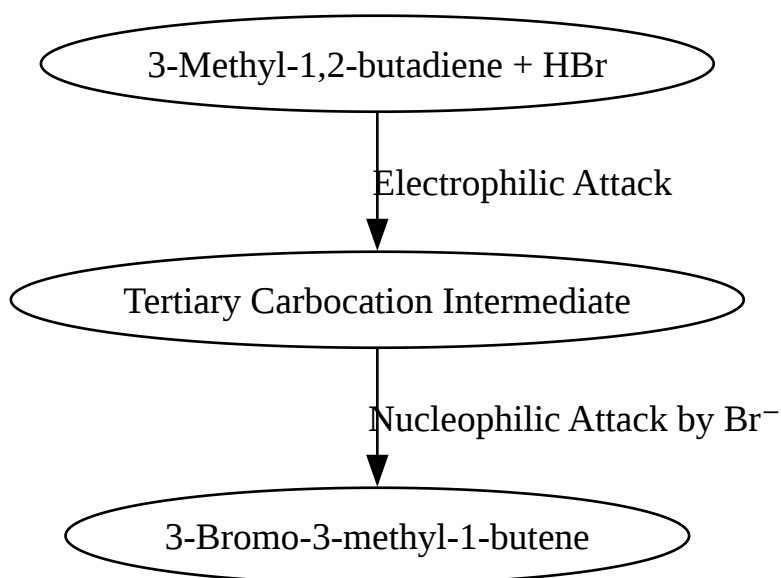 3-Methyl-1,2-butadiene + HBr
Electrophilic Attack
Tertiary Carbocation Intermediate
Nucleophilic Attack by Br⁻
3-Bromo-3-methyl-1-butene